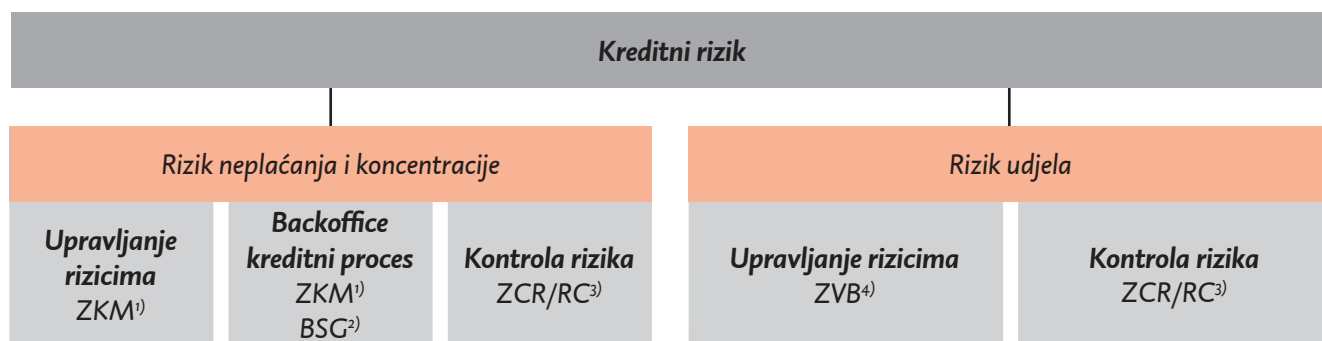 Kreditni rizik
Rizik neplaćanja i koncentracije
Rizik udjela
Upravljanje
rizicima
ZKM¹⁾
Backoffice
kreditni proces
ZKM¹⁾
BSG²⁾
Kontrola rizika
ZCR/RC³⁾
Upravljanje rizicima
ZVB⁴⁾
Kontrola rizika
ZCR/RC³⁾